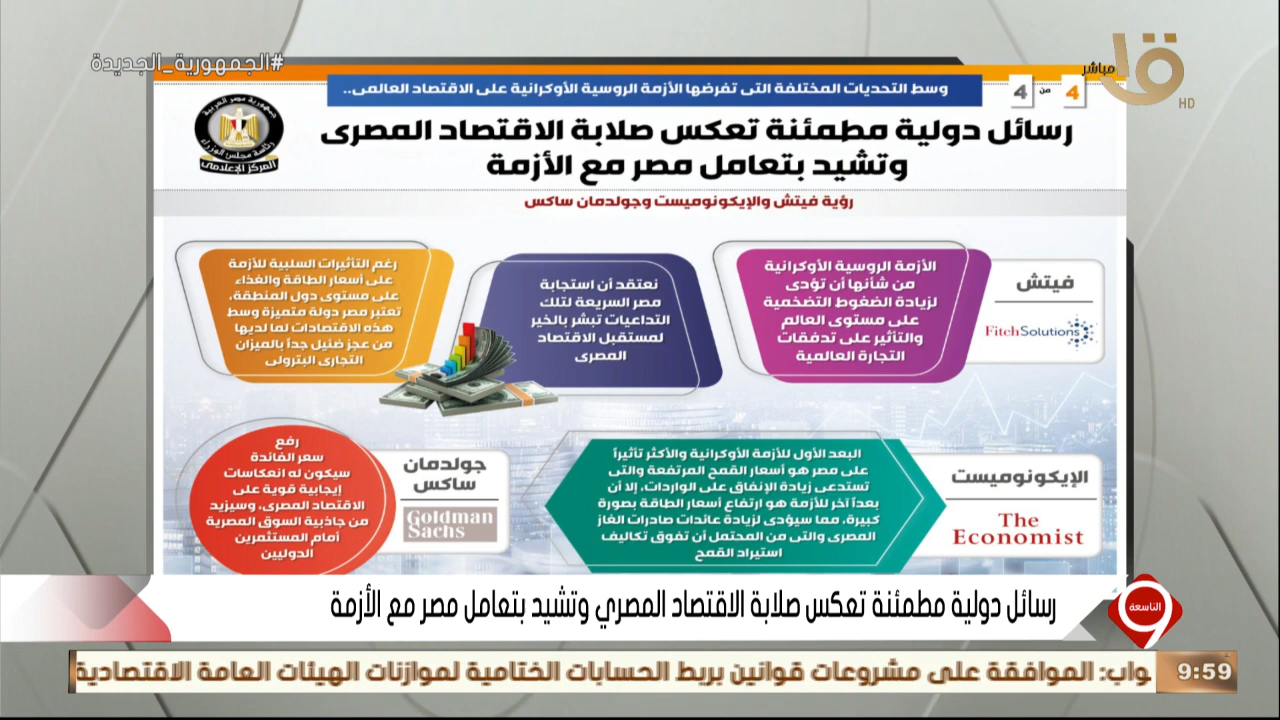 #الجمهورية_الجديدة
مباشر
HD
وسط التحديات المختلفة التى تفرضها الأزمة الروسية الأوكرانية على الاقتصاد العالمى..
4 من 4
رسائل دولية مطمئنة تعكس صلابة الاقتصاد المصرى
وتشيد بتعامل مصر مع الأزمة
جمهورية مصر العربية
رئاسة مجلس الوزراء
المركز الإعلامى
رؤية فيتش والإيكونوميست وجولدمان ساكس
فيتش
FitchSolutions
الأزمة الروسية الأوكرانية
من شأنها أن تؤدى
لزيادة الضغوط التضخمية
على مستوى العالم
والتأثير على تدفقات
التجارة العالمية
نعتقد أن استجابة
مصر السريعة لتلك
التداعيات تبشر بالخير
لمستقبل الاقتصاد
المصرى
رغم التأثيرات السلبية للأزمة
على أسعار الطاقة والغذاء
على مستوى دول المنطقة،
تعتبر مصر دولة متميزة وسط
هذه الاقتصادات لما لديها
من عجز ضئيل جداً بالميزان
التجارى البترولى
الإيكونوميست
The
Economist
البعد الأول للأزمة الأوكرانية والأكثر تأثيراً
على مصر هو أسعار القمح المرتفعة والتى
تستدعى زيادة الإنفاق على الواردات، إلا أن
بعداً آخر للأزمة هو ارتفاع أسعار الطاقة بصورة
كبيرة، مما سيؤدى لزيادة عائدات صادرات الغاز
المصرى والتى من المحتمل أن تفوق تكاليف
استيراد القمح
جولدمان
ساكس
Goldman
Sachs
رفع
سعر الفائدة
سيكون له انعكاسات
إيجابية قوية على
الاقتصاد المصرى، وسيزيد
من جاذبية السوق المصرية
أمام المستثمرين
الدوليين
التاسعة
رسائل دولية مطمئنة تعكس صلابة الاقتصاد المصري وتشيد بتعامل مصر مع الأزمة
9:59
واب: الموافقة على مشروعات قوانين بربط الحسابات الختامية لموازنات الهيئات العامة الاقتصادية